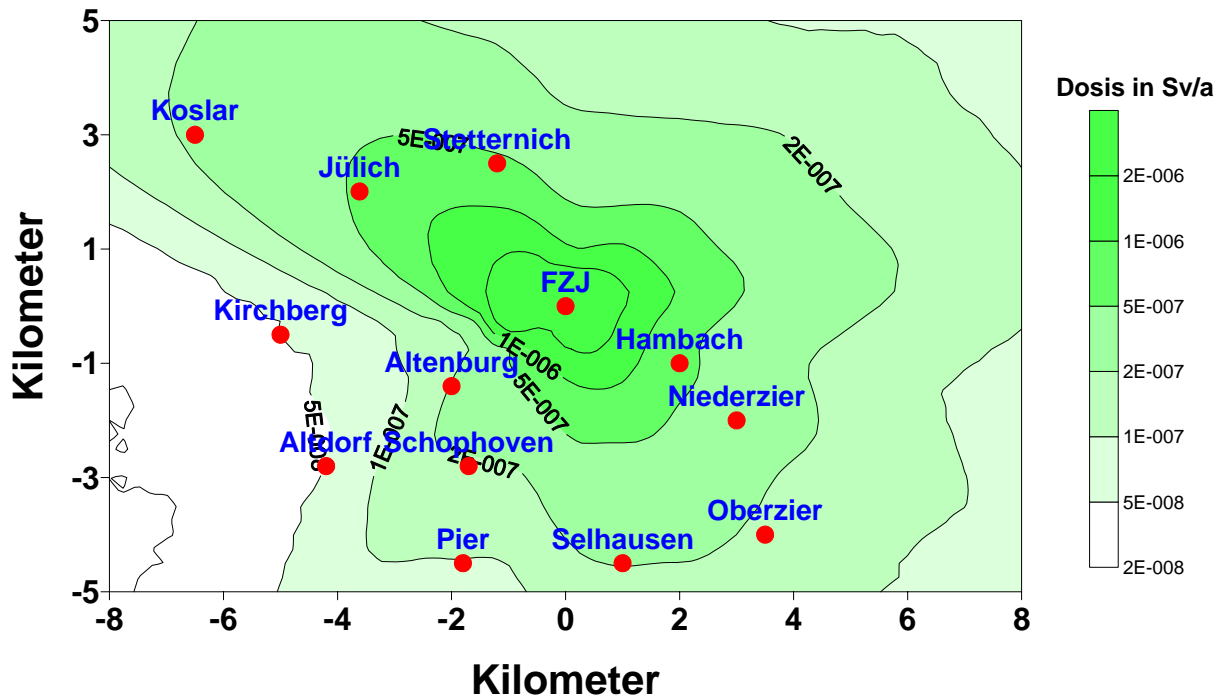 5
3
1
-1
-3
-5
Kilometer
-8 -6 -4 -2 0 2 4 6 8
Kilometer
Koslar
5E-007
Stetternich
Jülich
2E-007
FZJ
Kirchberg
1E-006
Hambach
Altenburg
5E-007
Niederzier
5E-008
1E-007
Altdorf Schophoven
2E-007
Oberzier
Pier
Selhausen
Dosis in Sv/a
2E-006
1E-006
5E-007
2E-007
1E-007
5E-008
2E-008